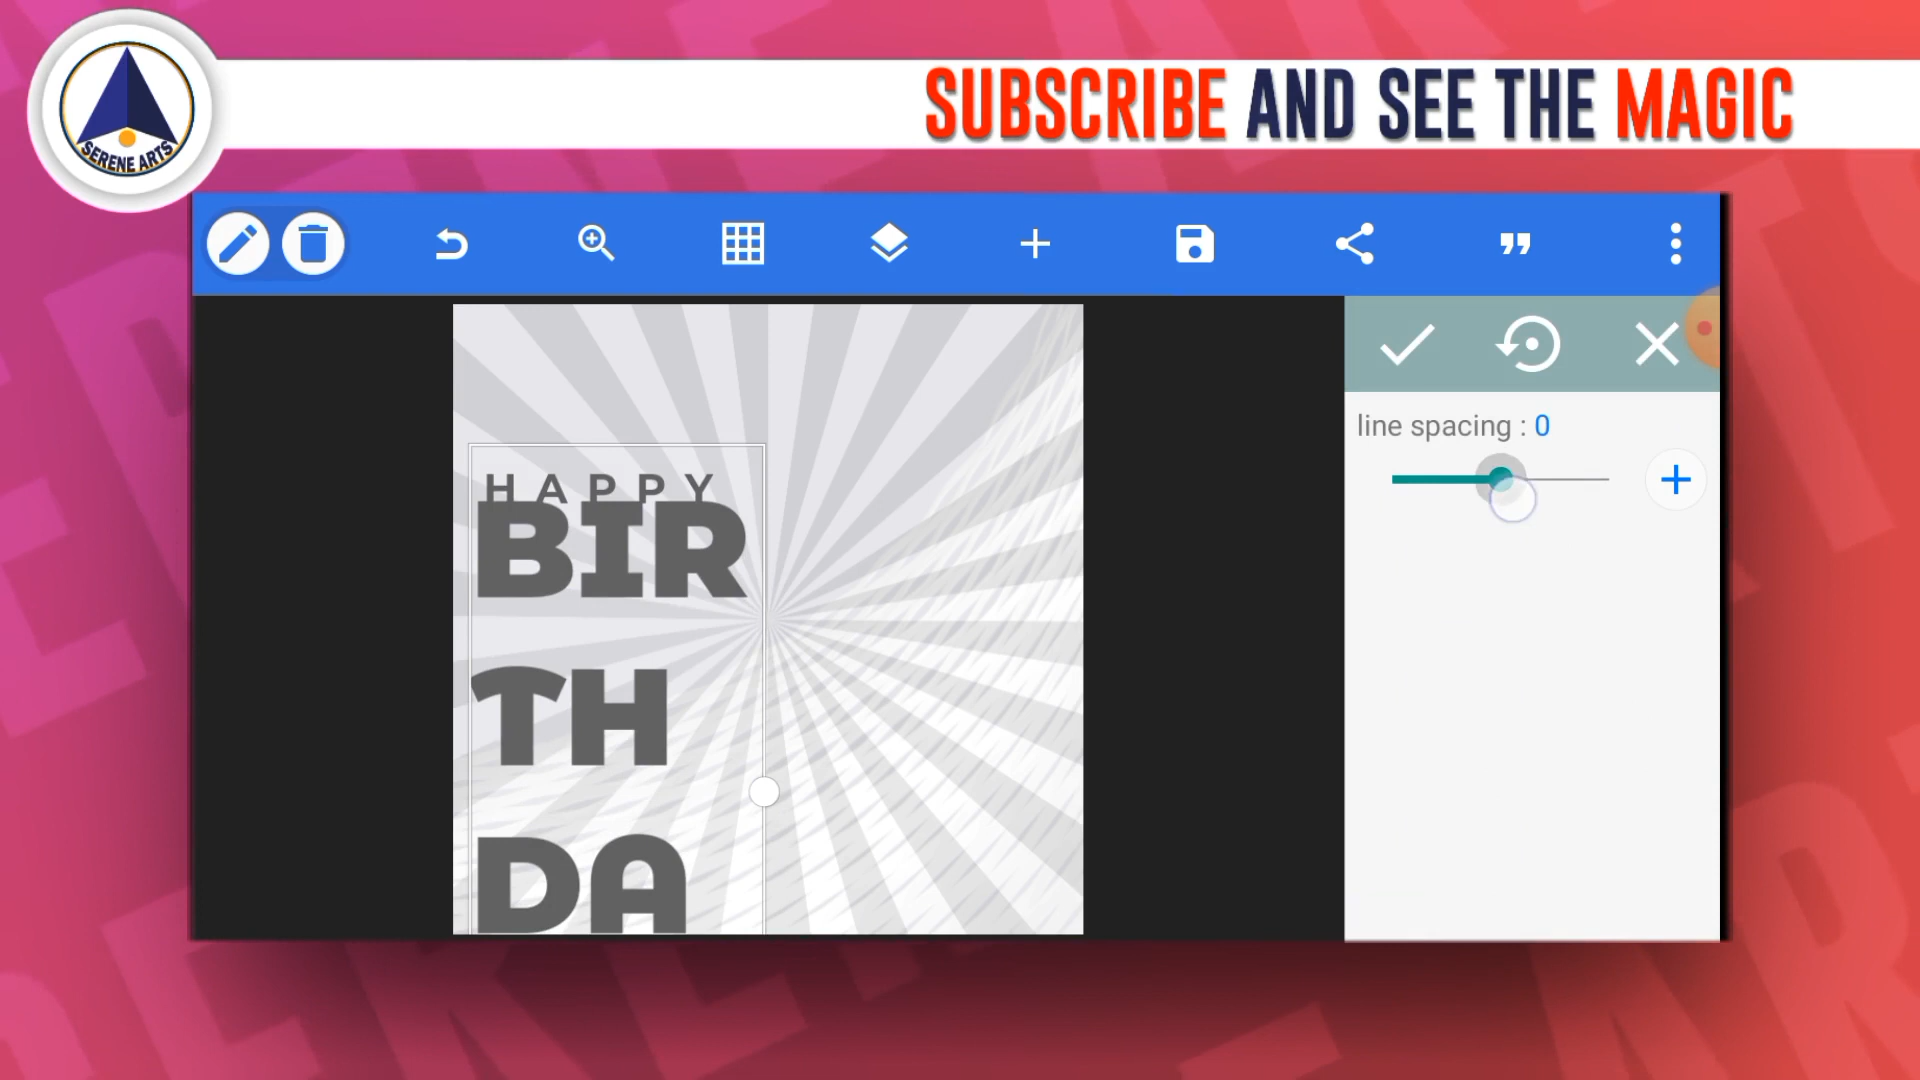 SUBSCRIBE AND SEE THE MAGIC
SERENE ARTS
line spacing : 0
HAPPY
BIR
TH
DA